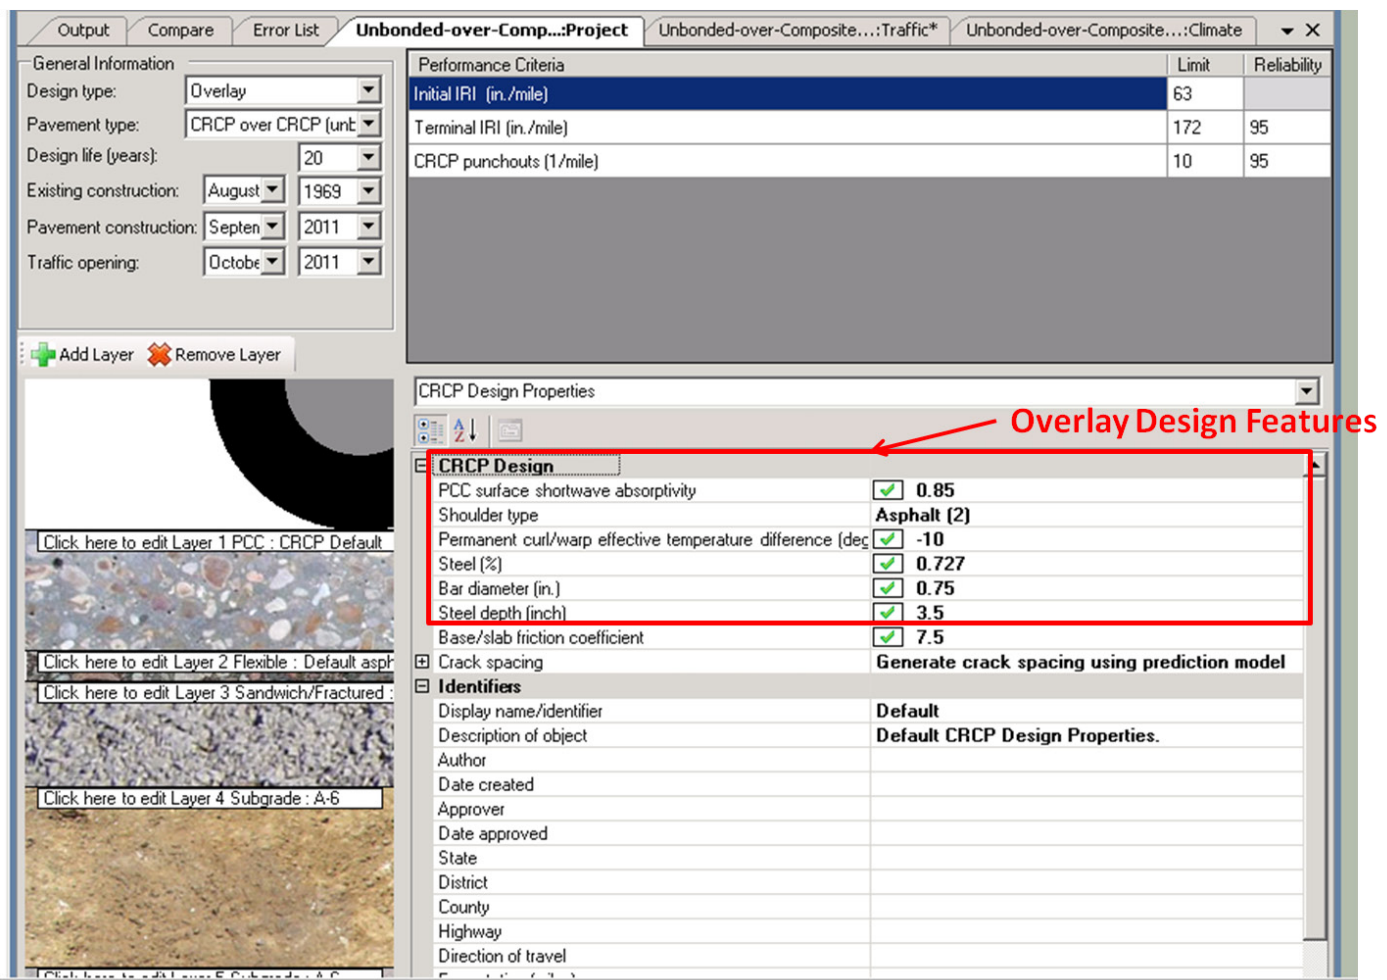 Output Compare Error List Unbonded-over-Comp...:Project Unbonded-over-Composite...:Traffic* Unbonded-over-Composite...:Climate
General Information
Design type: Overlay
Pavement type: CRCP over CRCP (unb
Design life (years): 20
Existing construction: August 1969
Pavement construction: Septen 2011
Traffic opening: Octobe 2011
Performance Criteria Limit Reliability
Initial IRI (in./mile) 63
Terminal IRI (in./mile) 172 95
CRCP punchouts (1/mile) 10 95
Add Layer Remove Layer
Click here to edit Layer 1 PCC : CRCP Default
Click here to edit Layer 2 Flexible : Default asph
Click here to edit Layer 3 Sandwich/Fractured :
Click here to edit Layer 4 Subgrade : A-6
Click here to edit Layer 5 Subgrade : A-6
CRCP Design Properties
Overlay Design Features
CRCP Design
PCC surface shortwave absorptivity 0.85
Shoulder type Asphalt (2)
Permanent curl/warp effective temperature difference (deg -10
Steel (%) 0.727
Bar diameter (in.) 0.75
Steel depth (inch) 3.5
Base/slab friction coefficient 7.5
Crack spacing Generate crack spacing using prediction model
Identifiers
Display name/identifier Default
Description of object Default CRCP Design Properties.
Author
Date created
Approver
Date approved
State
District
County
Highway
Direction of travel